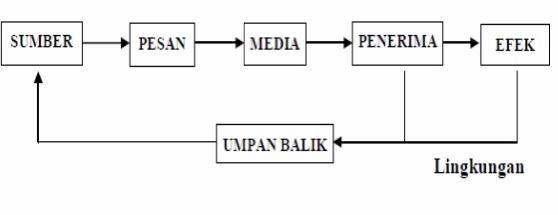 SUMBER
PESAN
MEDIA
PENERIMA
EFEK
UMPAN BALIK
Lingkungan